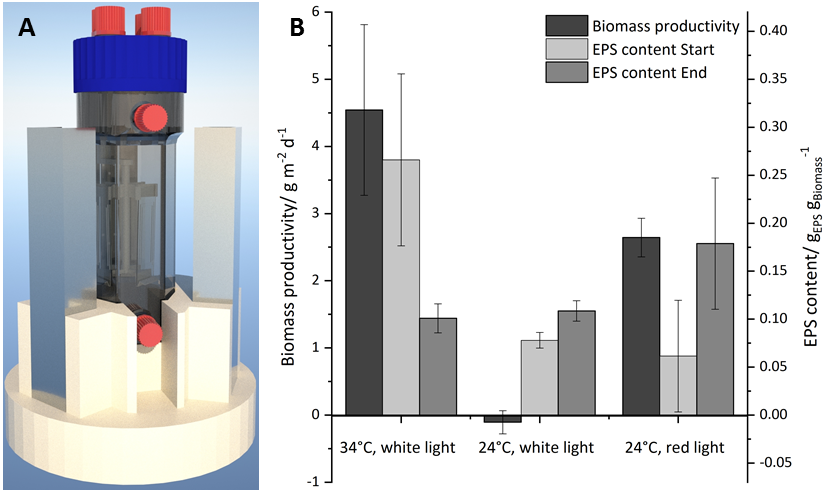 A
B
Biomass productivity
EPS content Start
EPS content End
Biomass productivity/ g m⁻² d⁻¹
6
5
4
3
2
1
0
-1
0.40
0.35
0.30
0.25
0.20
0.15
0.10
0.05
0.00
-0.05
EPS content/ gEPS gBiomass⁻¹
34°C, white light
24°C, white light
24°C, red light